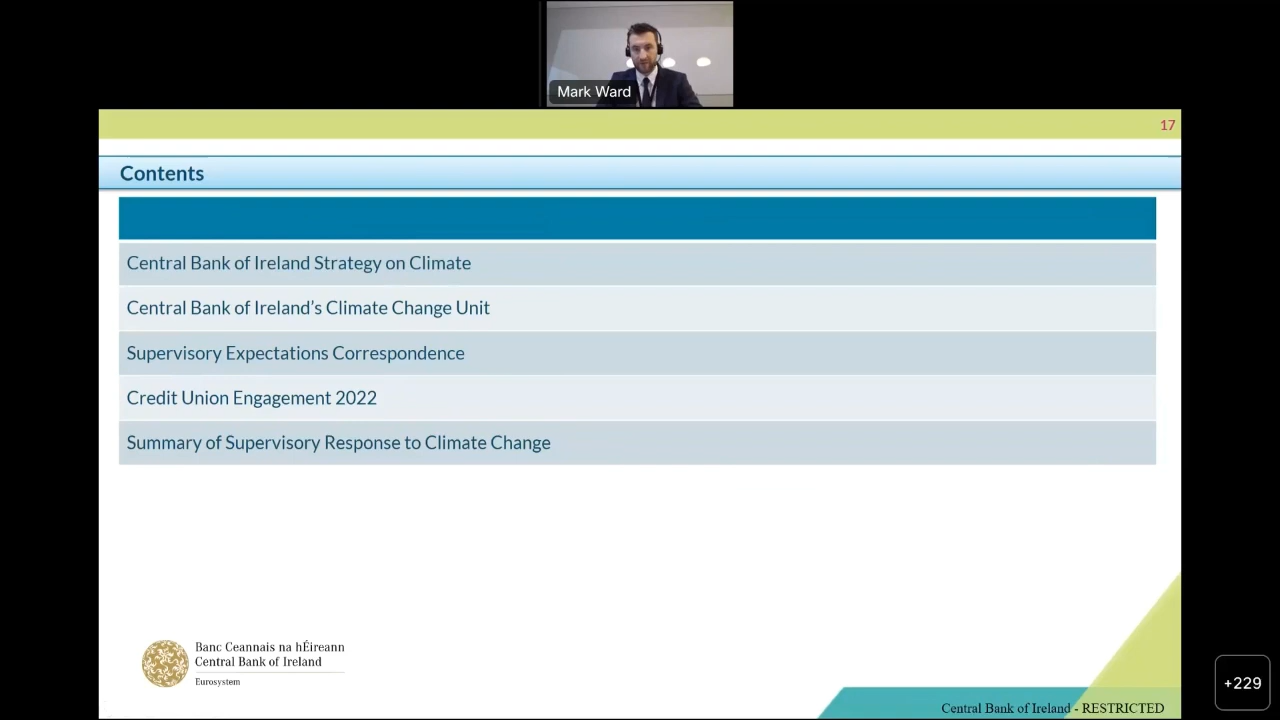 Mark Ward
17
Contents
Central Bank of Ireland Strategy on Climate
Central Bank of Ireland’s Climate Change Unit
Supervisory Expectations Correspondence
Credit Union Engagement 2022
Summary of Supervisory Response to Climate Change
Banc Ceannais na hÉireann
Central Bank of Ireland
Eurosystem
+229
Central Bank of Ireland - RESTRICTED